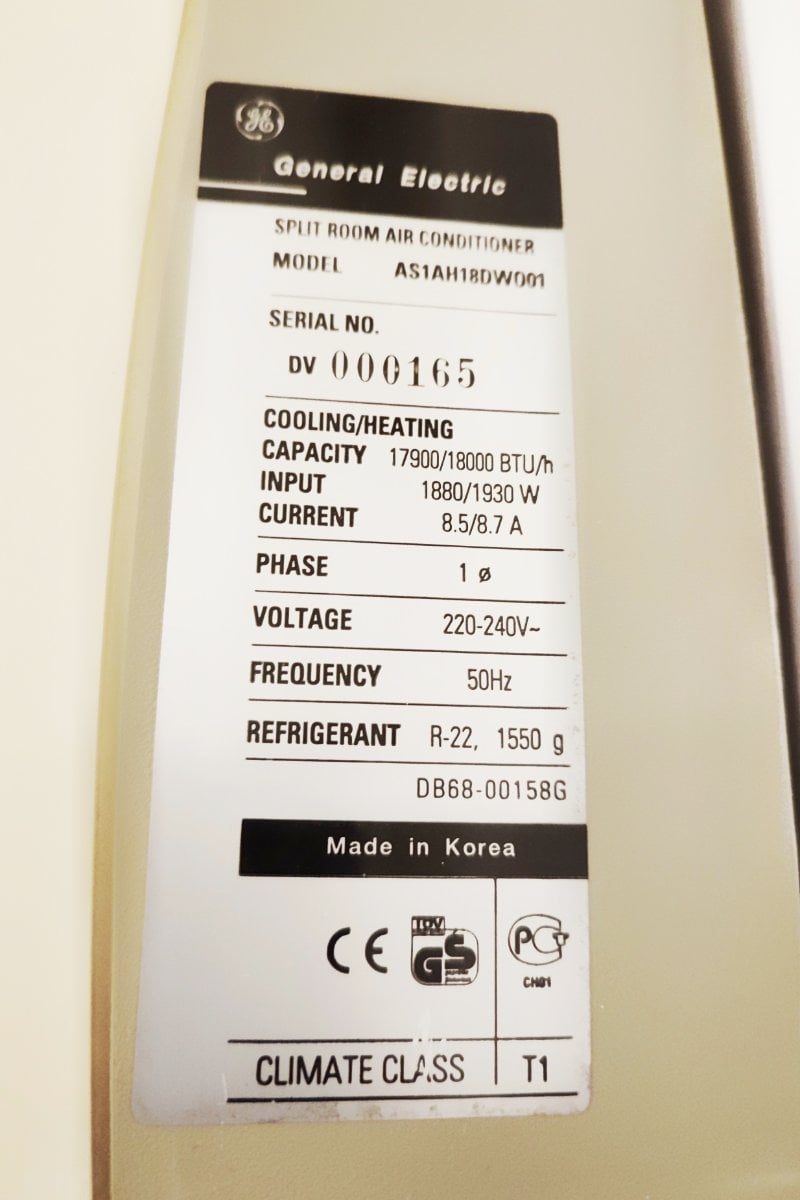 GE
General Electric
SPLIT ROOM AIR CONDITIONER
MODEL AS1AH18DW001
SERIAL NO.
DV 000165
COOLING/HEATING
CAPACITY 17900/18000 BTU/h
INPUT 1880/1930 W
CURRENT 8.5/8.7 A
PHASE 1 ø
VOLTAGE 220-240V~
FREQUENCY 50Hz
REFRIGERANT R-22, 1550 g
DB68-00158G
Made in Korea
CE TÜV GS PCT
CLIMATE CLASS T1